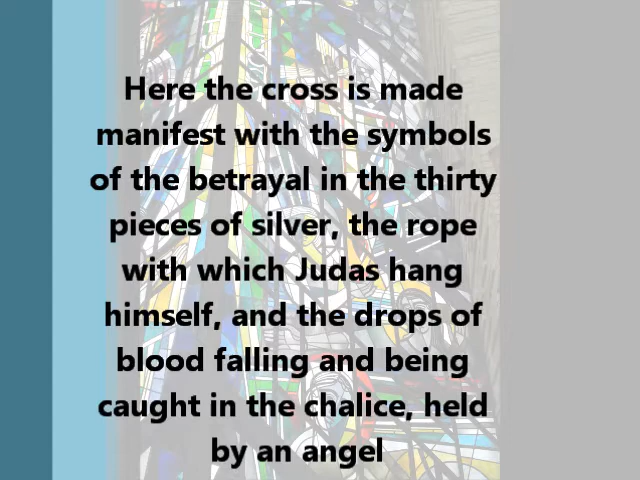 Here the cross is made
manifest with the symbols
of the betrayal in the thirty
pieces of silver, the rope
with which Judas hang
himself, and the drops of
blood falling and being
caught in the chalice, held
by an angel